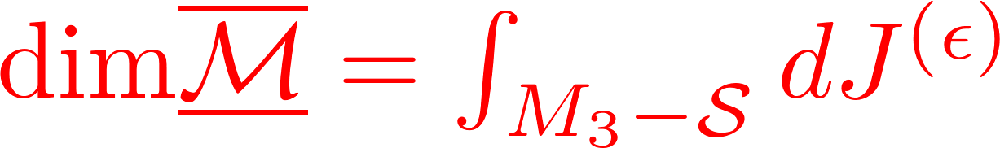 $\dim \underline{\overline{\mathcal{M}}} = \int_{M_3 - \mathcal{S}} dJ^{(\epsilon)}$